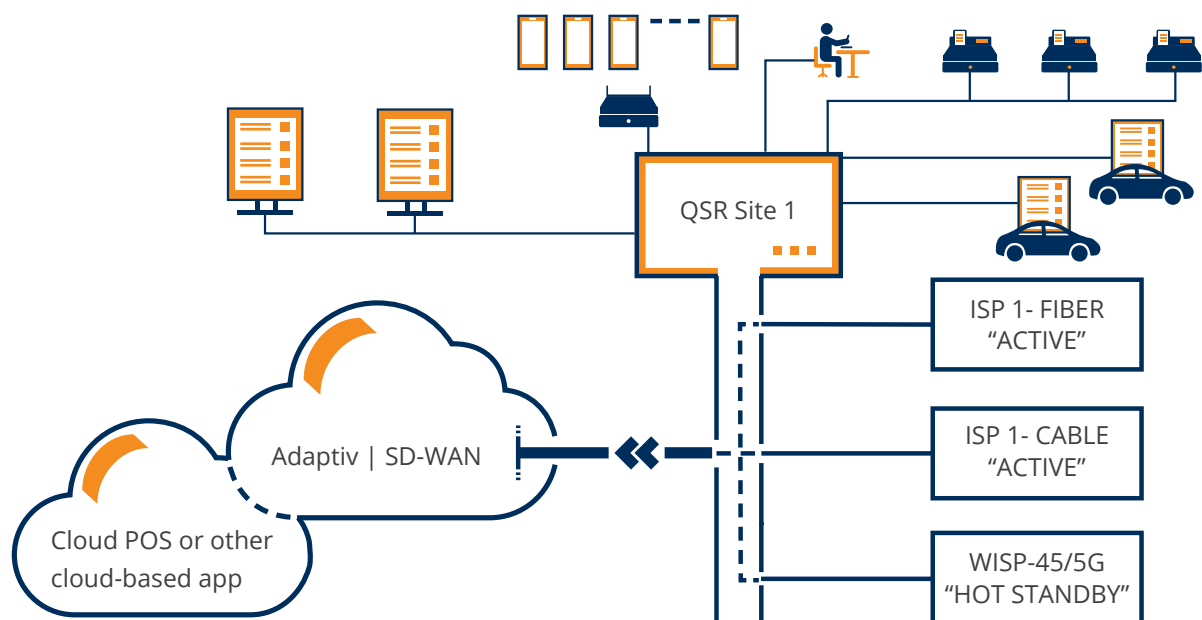 QSR Site 1
ISP 1- FIBER
“ACTIVE”
ISP 1- CABLE
“ACTIVE”
Adaptiv | SD-WAN
Cloud POS or other
cloud-based app
WISP-45/5G
“HOT STANDBY”